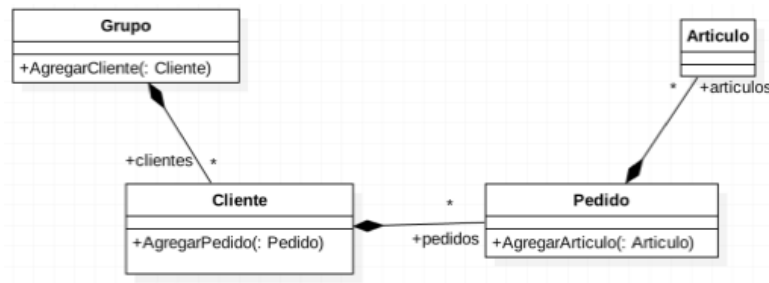 Grupo
+AgregarCliente(: Cliente)
Articulo
*
+articulos
+clientes
*
Cliente
+AgregarPedido(: Pedido)
*
+pedidos
Pedido
+AgregarArticulo(: Articulo)